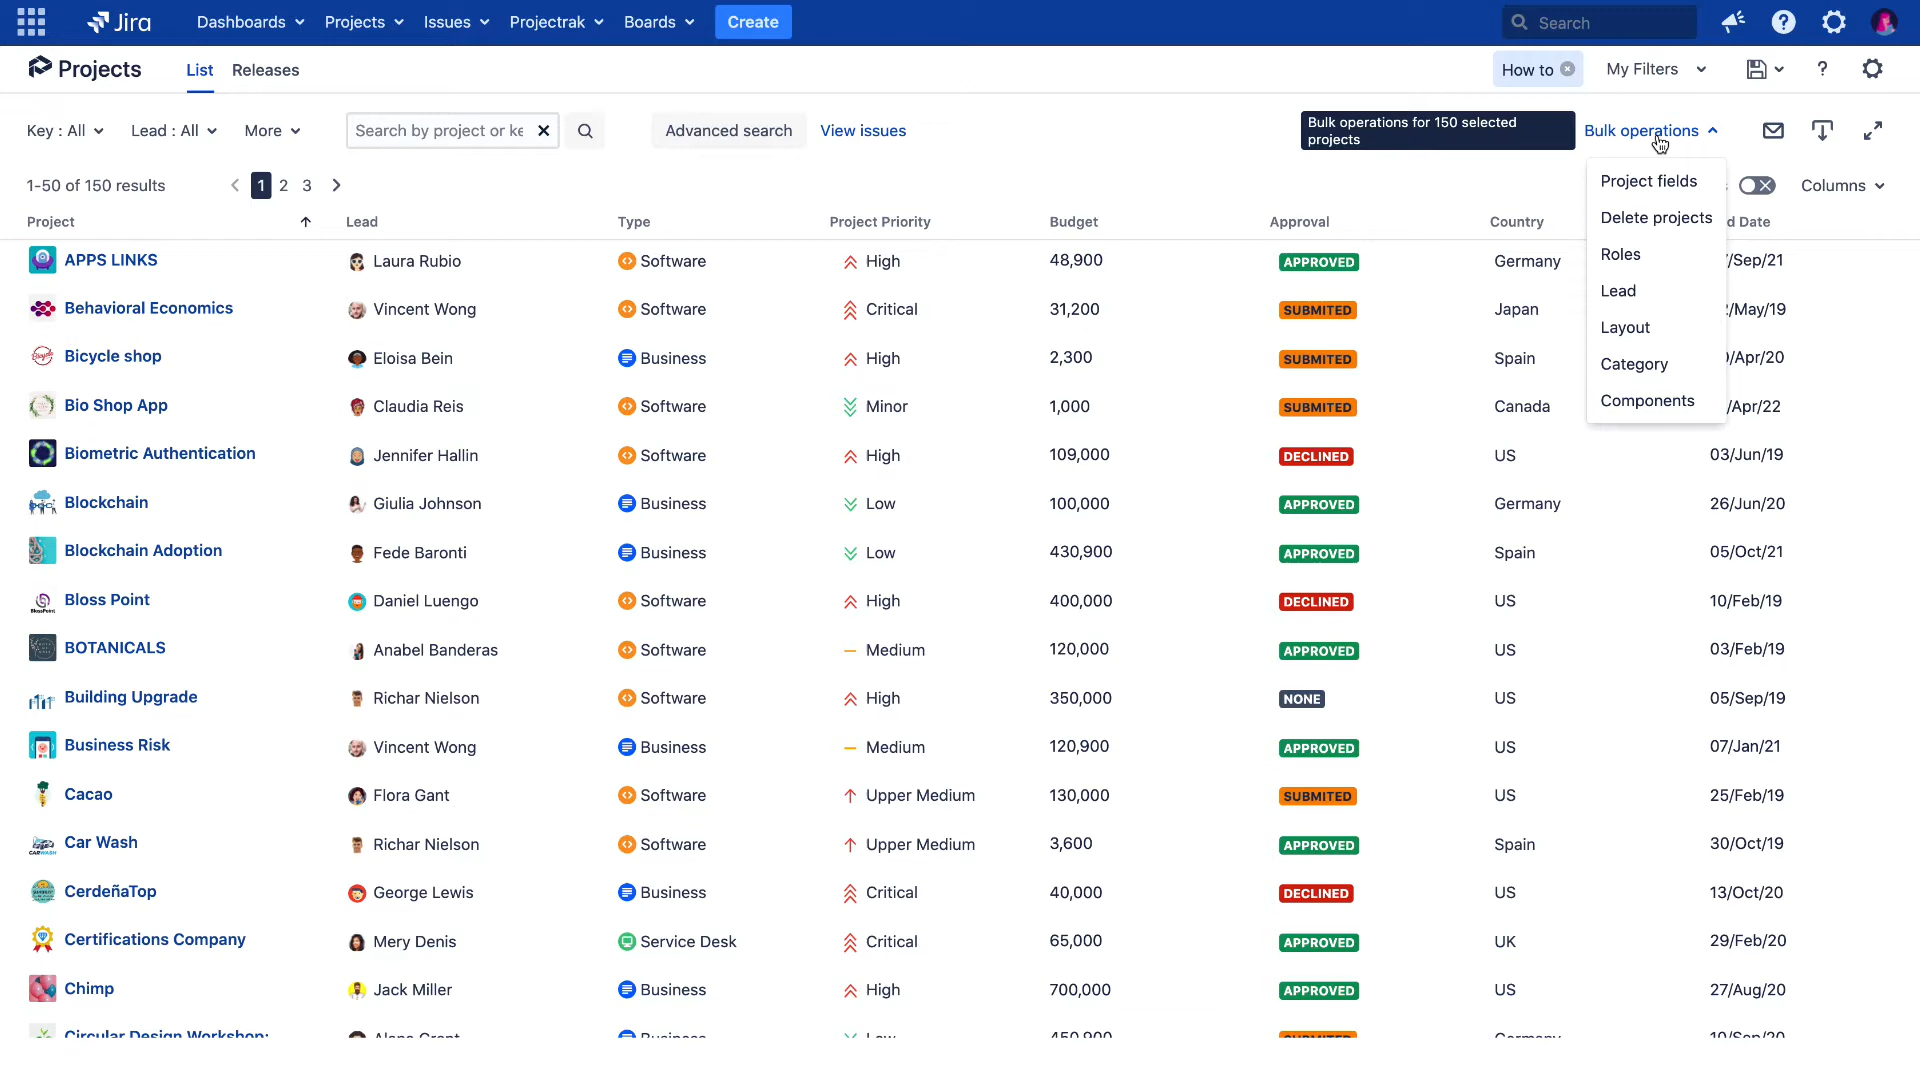 Jira Dashboards Projects Issues Projectrak Boards Create Search
Projects List Releases How to My Filters ?
Key : All Lead : All More Search by project or ke Advanced search View issues Bulk operations for 150 selected projects Bulk operations
1-50 of 150 results 1 2 3 Columns
Project fields
Delete projects
Roles
Lead
Layout
Category
Components
Project Lead Type Project Priority Budget Approval Country d Date
APPS LINKS Laura Rubio Software High 48,900 APPROVED Germany /Sep/21
Behavioral Economics Vincent Wong Software Critical 31,200 SUBMITED Japan /May/19
Bicycle shop Eloisa Bein Business High 2,300 SUBMITED Spain /Apr/20
Bio Shop App Claudia Reis Software Minor 1,000 SUBMITED Canada /Apr/22
Biometric Authentication Jennifer Hallin Software High 109,000 DECLINED US 03/Jun/19
Blockchain Giulia Johnson Business Low 100,000 APPROVED Germany 26/Jun/20
Blockchain Adoption Fede Baronti Business Low 430,900 APPROVED Spain 05/Oct/21
Bloss Point Daniel Luengo Software High 400,000 DECLINED US 10/Feb/19
BOTANICALS Anabel Banderas Software Medium 120,000 APPROVED US 03/Feb/19
Building Upgrade Richar Nielson Software High 350,000 NONE US 05/Sep/19
Business Risk Vincent Wong Business Medium 120,900 APPROVED US 07/Jan/21
Cacao Flora Gant Software Upper Medium 130,000 SUBMITED US 25/Feb/19
Car Wash Richar Nielson Software Upper Medium 3,600 APPROVED Spain 30/Oct/19
CerdeñaTop George Lewis Business Critical 40,000 DECLINED US 13/Oct/20
Certifications Company Mery Denis Service Desk Critical 65,000 APPROVED UK 29/Feb/20
Chimp Jack Miller Business High 700,000 APPROVED US 27/Aug/20
Circular Design Workshop: Business Low 450,900 SUBMITED Germany 10/Sep/20